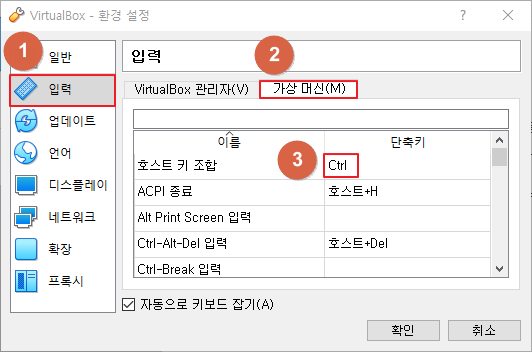 VirtualBox - 환경 설정
?
1
일반
입력
업데이트
언어
디스플레이
네트워크
확장
프록시
입력
2
VirtualBox 관리자(V)
가상 머신(M)
이름 단축키
3
호스트 키 조합 Ctrl
ACPI 종료 호스트+H
Alt Print Screen 입력
Ctrl-Alt-Del 입력 호스트+Del
Ctrl-Break 입력
자동으로 키보드 잡기(A)
확인 취소